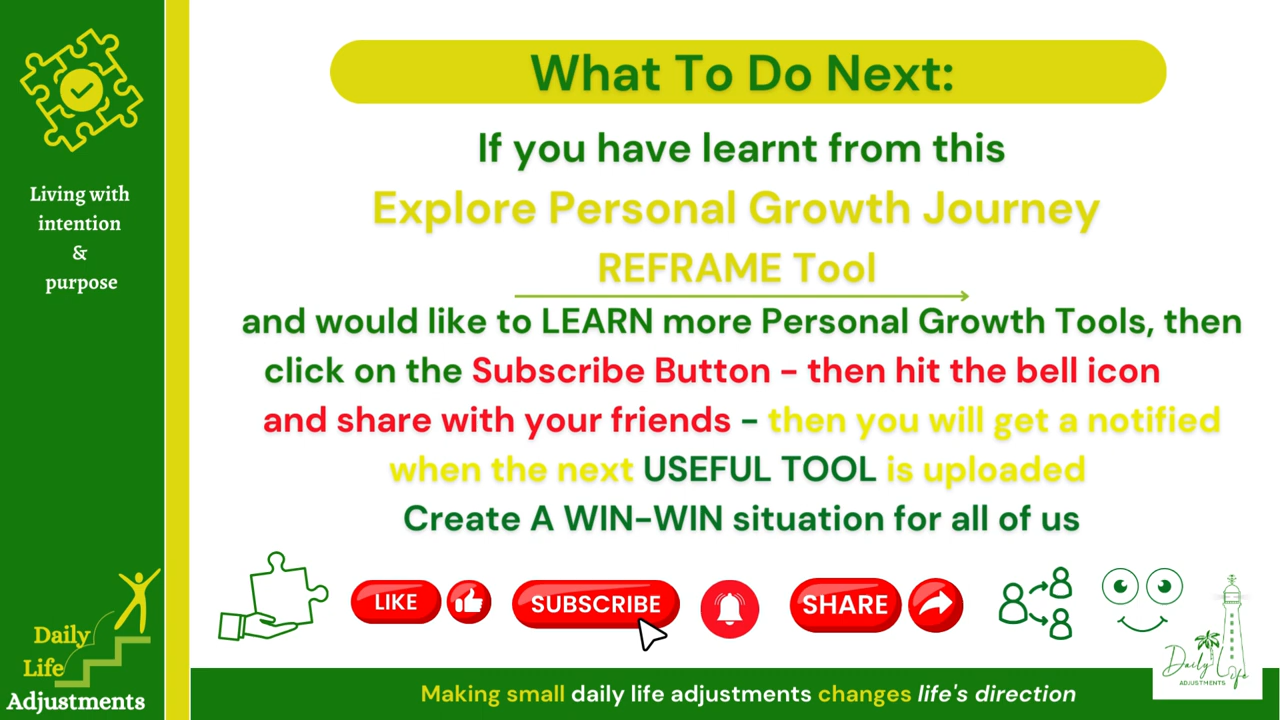 Living with
intention
&
purpose
Daily
Life
Adjustments
What To Do Next:
If you have learnt from this
Explore Personal Growth Journey
REFRAME Tool
and would like to LEARN more Personal Growth Tools, then
click on the Subscribe Button - then hit the bell icon
and share with your friends - then you will get a notified
when the next USEFUL TOOL is uploaded
Create A WIN-WIN situation for all of us
LIKE
SUBSCRIBE
SHARE
Daily Life
ADJUSTMENTS
Making small daily life adjustments changes life's direction